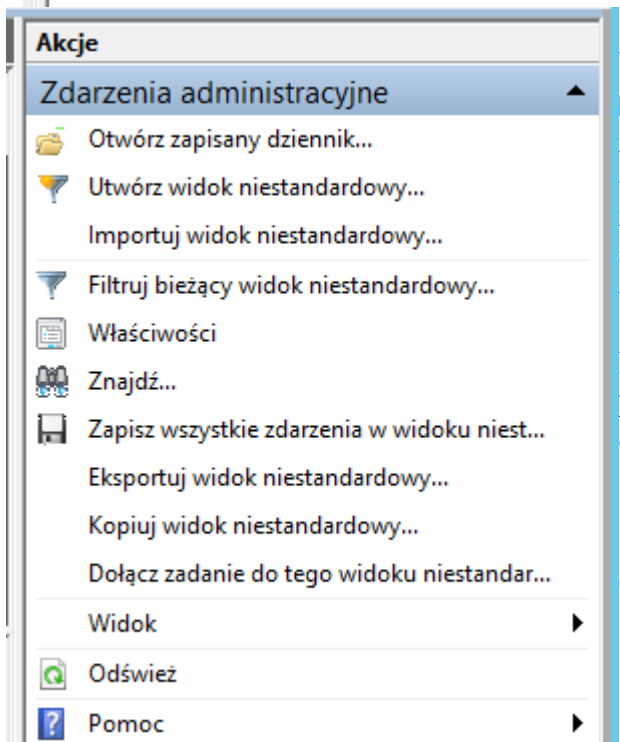 Akcje
Zdarzenia administracyjne
Otwórz zapisany dziennik...
Utwórz widok niestandardowy...
Importuj widok niestandardowy...
Filtruj bieżący widok niestandardowy...
Właściwości
Znajdź...
Zapisz wszystkie zdarzenia w widoku niest...
Eksportuj widok niestandardowy...
Kopiuj widok niestandardowy...
Dołącz zadanie do tego widoku niestandar...
Widok
Odśwież
Pomoc